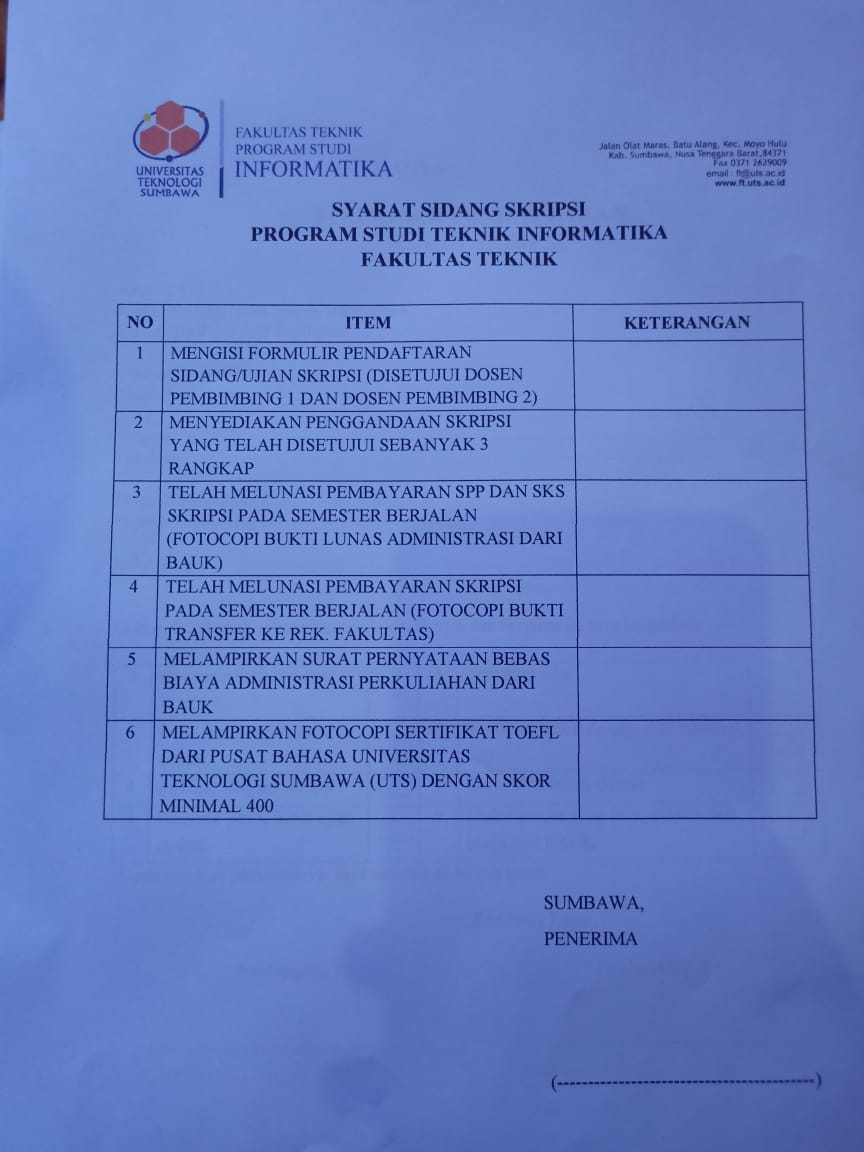 UNIVERSITAS
TEKNOLOGI
SUMBAWA
FAKULTAS TEKNIK
PROGRAM STUDI
INFORMATIKA
Jalan Olat Maras, Batu Alang, Kec. Moyo Hulu
Kab. Sumbawa, Nusa Tenggara Barat,84371
Fax 0371 2629009
email : ft@uts.ac.id
www.ft.uts.ac.id
SYARAT SIDANG SKRIPSI
PROGRAM STUDI TEKNIK INFORMATIKA
FAKULTAS TEKNIK
NO ITEM KETERANGAN
1 MENGISI FORMULIR PENDAFTARAN
SIDANG/UJIAN SKRIPSI (DISETUJUI DOSEN
PEMBIMBING 1 DAN DOSEN PEMBIMBING 2)
2 MENYEDIAKAN PENGGANDAAN SKRIPSI
YANG TELAH DISETUJUI SEBANYAK 3
RANGKAP
3 TELAH MELUNASI PEMBAYARAN SPP DAN SKS
SKRIPSI PADA SEMESTER BERJALAN
(FOTOCOPI BUKTI LUNAS ADMINISTRASI DARI
BAUK)
4 TELAH MELUNASI PEMBAYARAN SKRIPSI
PADA SEMESTER BERJALAN (FOTOCOPI BUKTI
TRANSFER KE REK. FAKULTAS)
5 MELAMPIRKAN SURAT PERNYATAAN BEBAS
BIAYA ADMINISTRASI PERKULIAHAN DARI
BAUK
6 MELAMPIRKAN FOTOCOPI SERTIFIKAT TOEFL
DARI PUSAT BAHASA UNIVERSITAS
TEKNOLOGI SUMBAWA (UTS) DENGAN SKOR
MINIMAL 400
SUMBAWA,
PENERIMA
(------------------------------------------)